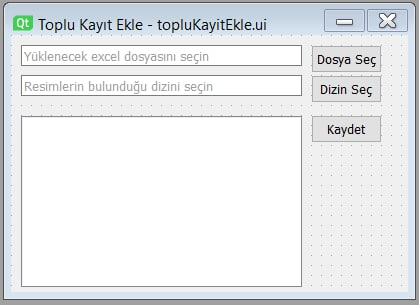 Qt Toplu Kayıt Ekle - topluKayitEkle.ui
Yüklenecek excel dosyasını seçin
Dosya Seç
Resimlerin bulunduğu dizini seçin
Dizin Seç
Kaydet